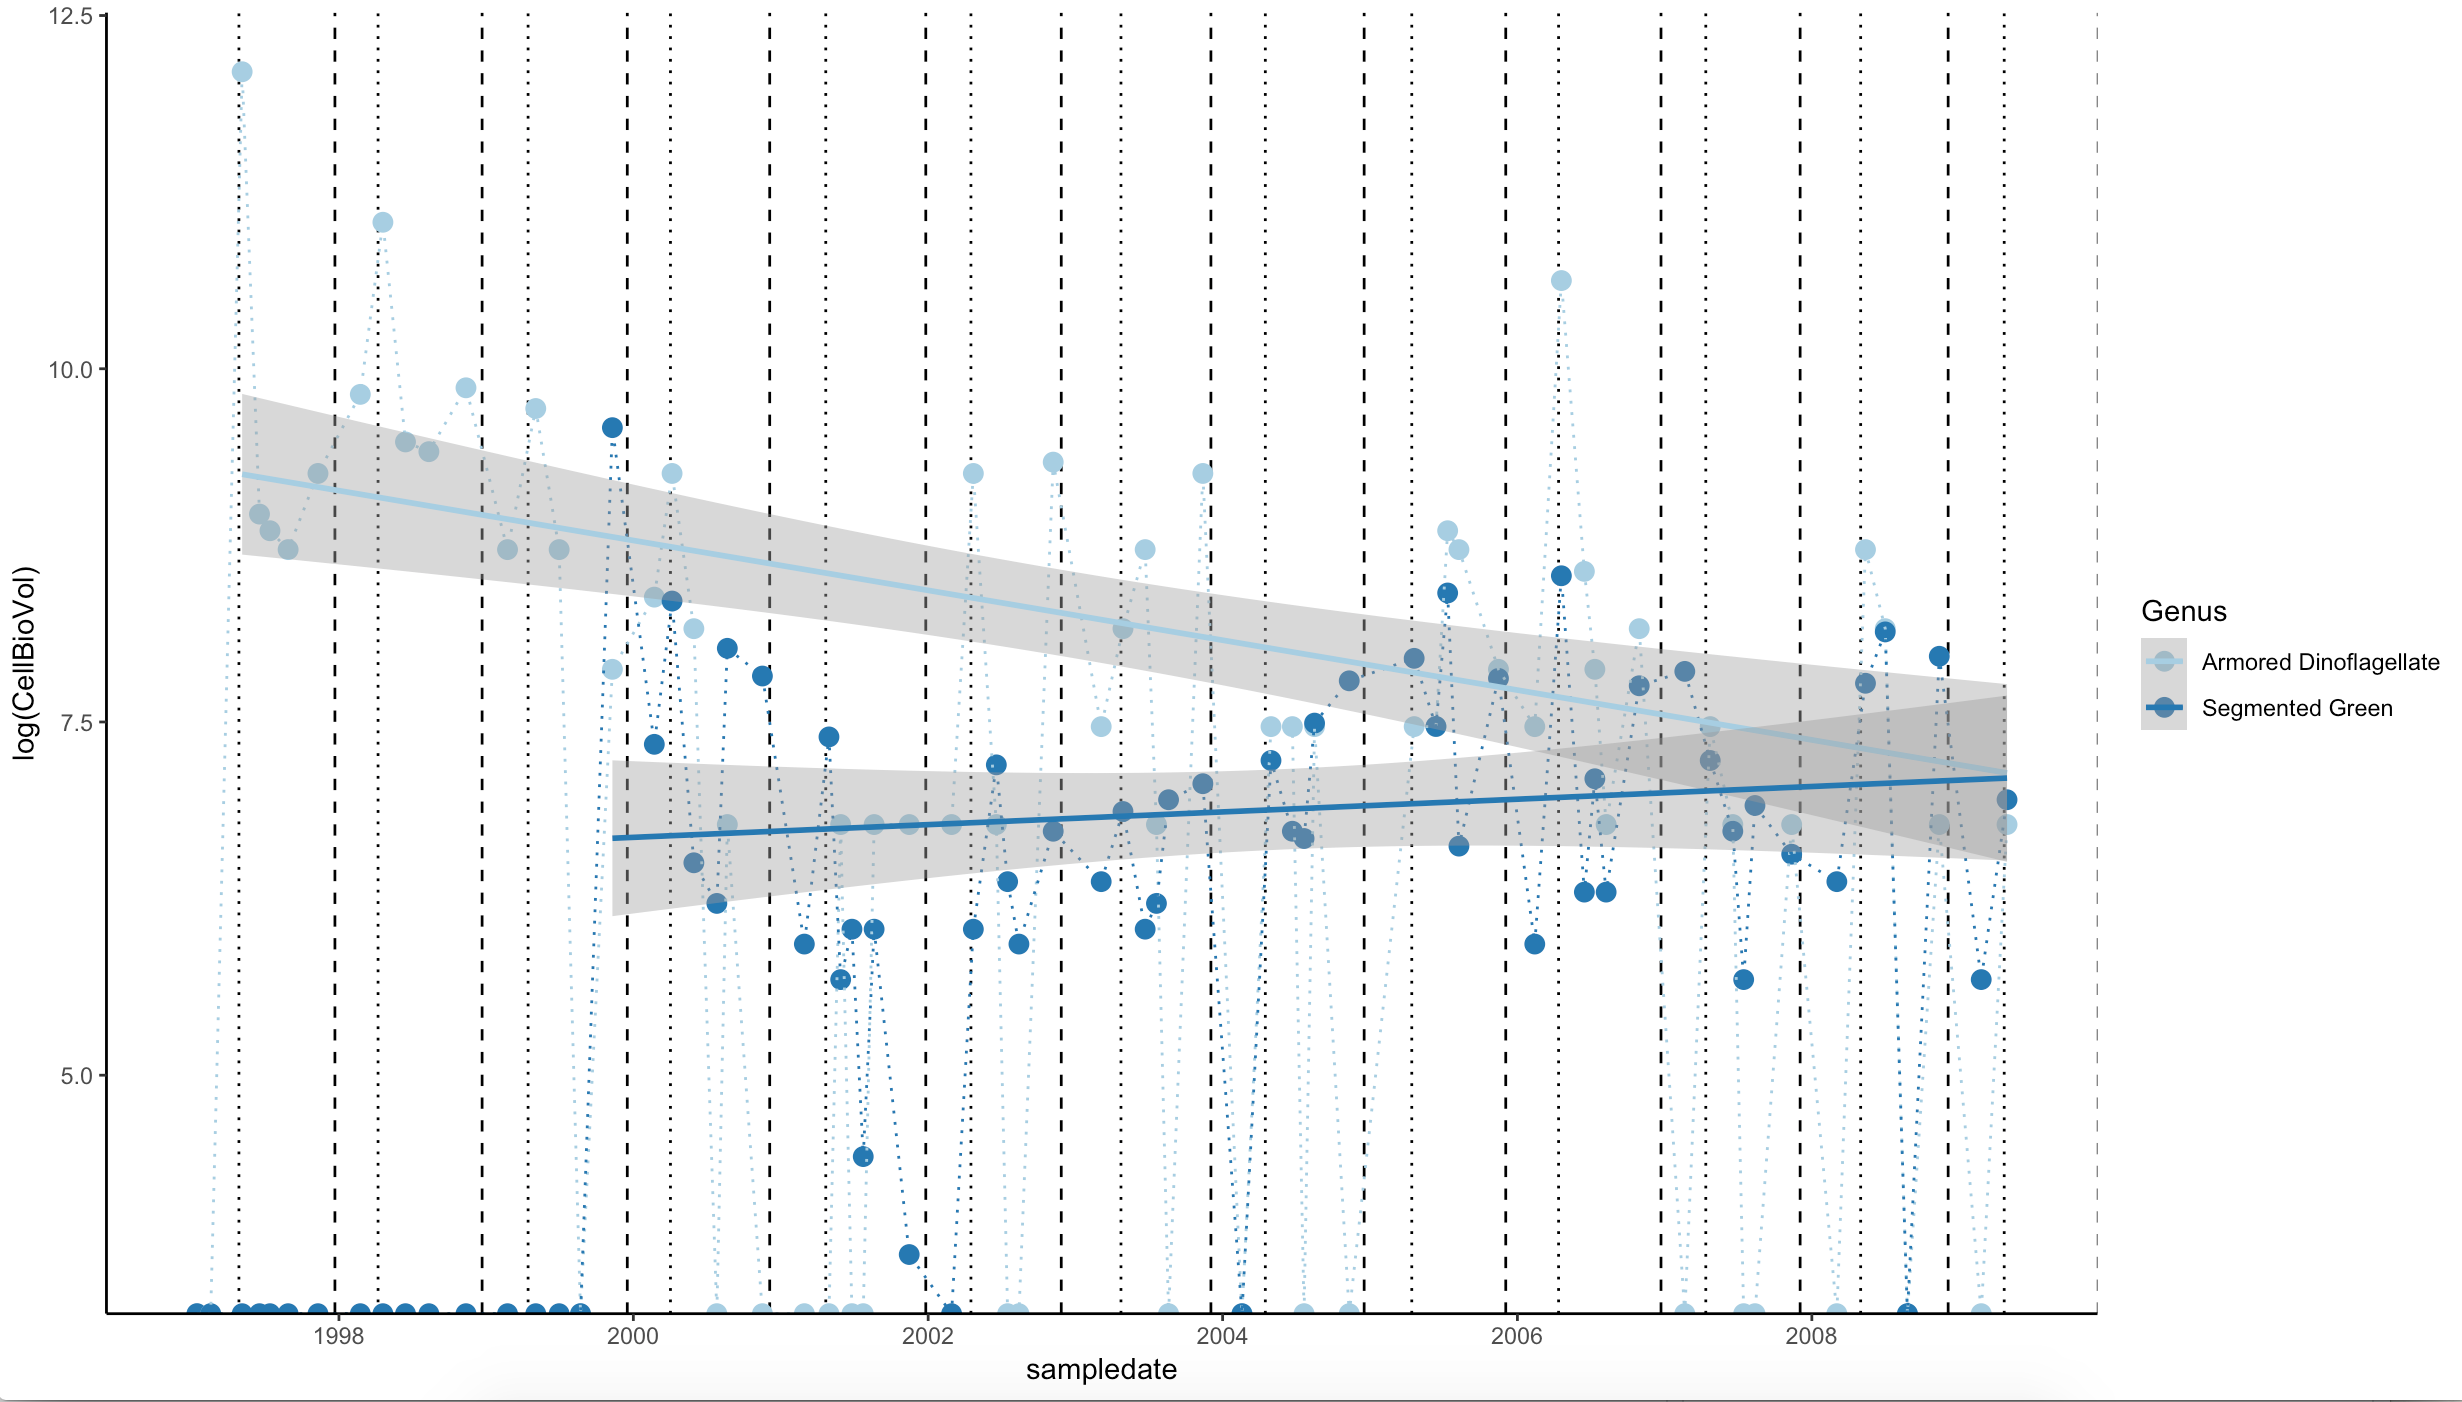 12.5
10.0
7.5
5.0
log(CellBioVol)
1998
2000
2002
2004
2006
2008
sampledate
Genus
Armored Dinoflagellate
Segmented Green